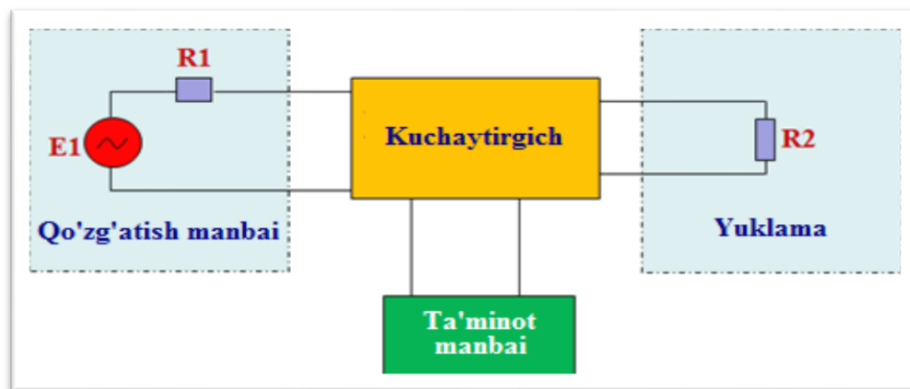 R1
E1
Qo'zg'atish manbai
Kuchaytirgich
R2
Yuklama
Ta'minot
manbai